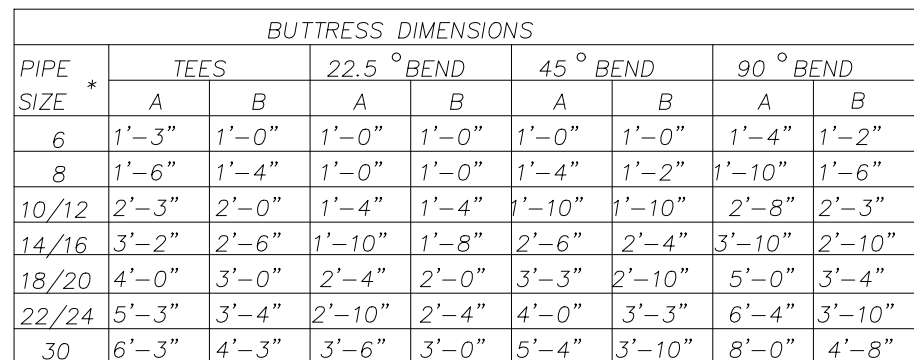 BUTTRESS DIMENSIONS
PIPE SIZE * TEES 22.5 ° BEND 45 ° BEND 90 ° BEND
A B A B A B A B
6 1'-3" 1'-0" 1'-0" 1'-0" 1'-0" 1'-0" 1'-4" 1'-2"
8 1'-6" 1'-4" 1'-0" 1'-0" 1'-4" 1'-2" 1'-10" 1'-6"
10/12 2'-3" 2'-0" 1'-4" 1'-4" 1'-10" 1'-10" 2'-8" 2'-3"
14/16 3'-2" 2'-6" 1'-10" 1'-8" 2'-6" 2'-4" 3'-10" 2'-10"
18/20 4'-0" 3'-0" 2'-4" 2'-0" 3'-3" 2'-10" 5'-0" 3'-4"
22/24 5'-3" 3'-4" 2'-10" 2'-4" 4'-0" 3'-3" 6'-4" 3'-10"
30 6'-3" 4'-3" 3'-6" 3'-0" 5'-4" 3'-10" 8'-0" 4'-8"